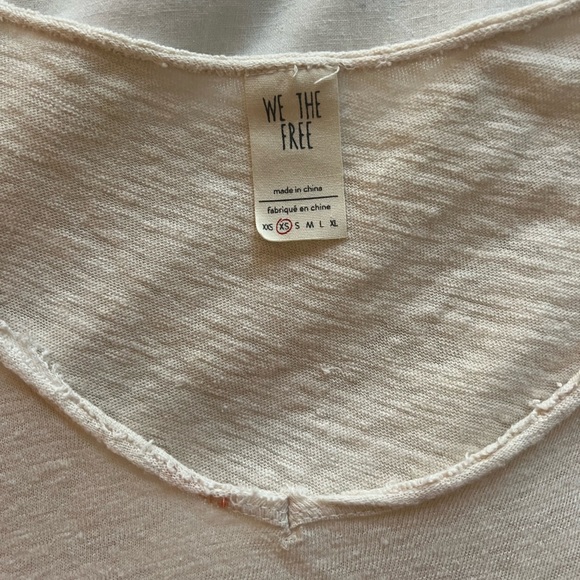 WE THE
FREE
made in china
fabriqué en chine
XXS XS S M L XL